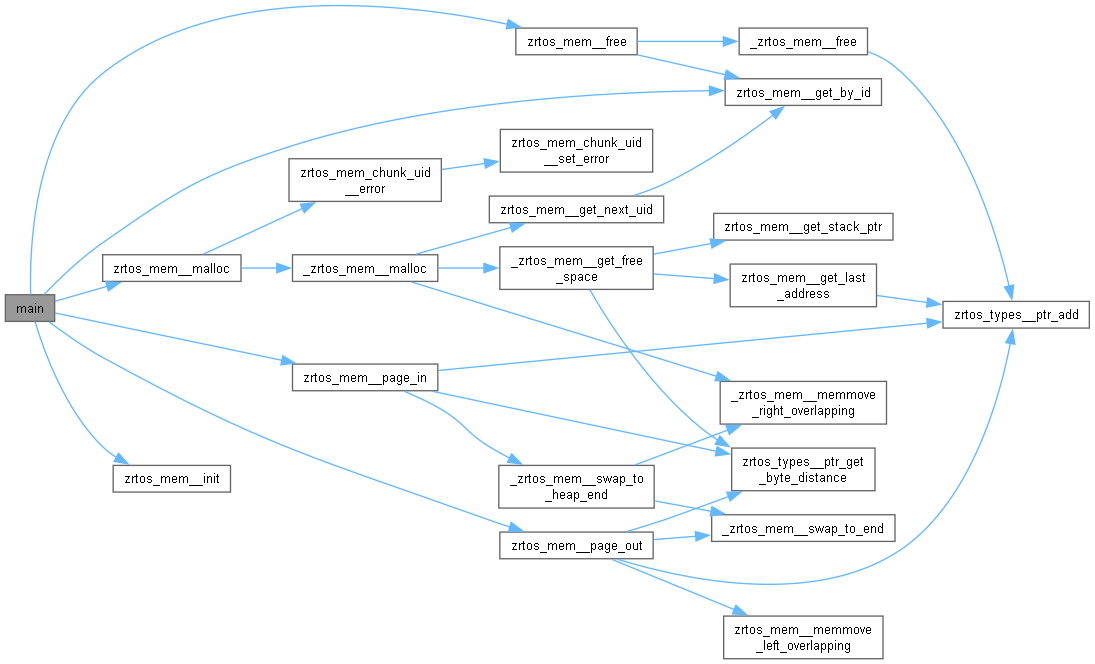 zrtos_mem__free
_zrtos_mem__free
zrtos_mem__get_by_id
zrtos_mem_chunk_uid
__set_error
zrtos_mem_chunk_uid
__error
zrtos_mem__get_next_uid
zrtos_mem__get_stack_ptr
zrtos_mem__malloc
_zrtos_mem__malloc
_zrtos_mem__get_free
_space
zrtos_mem__get_last
_address
main
zrtos_types__ptr_add
zrtos_mem__page_in
_zrtos_mem__memmove
_right_overlapping
zrtos_mem__init
_zrtos_mem__swap_to
_heap_end
zrtos_types__ptr_get
_byte_distance
_zrtos_mem__swap_to_end
zrtos_mem__page_out
zrtos_mem__memmove
_left_overlapping